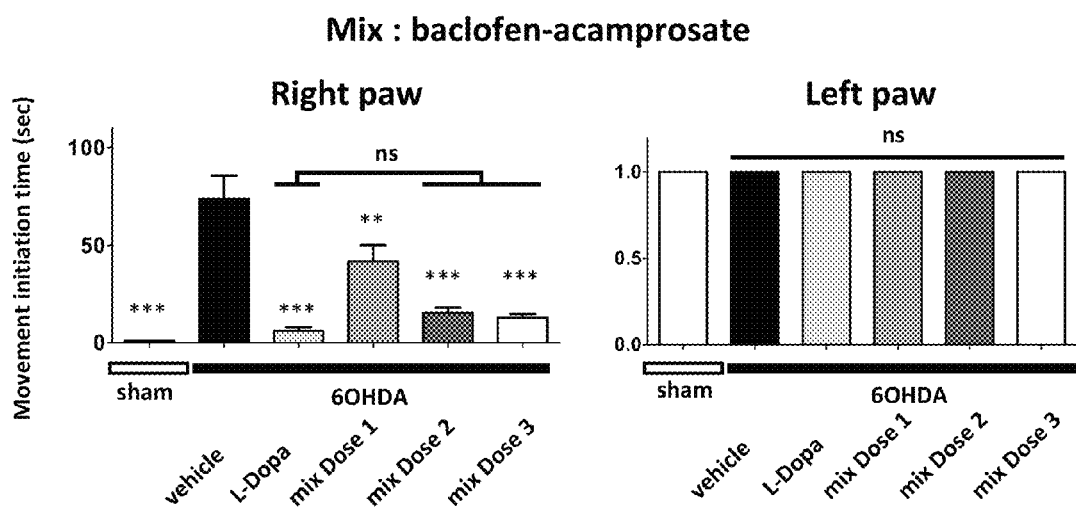 Mix : baclofen-acamprosate
Right paw
Left paw
Movement initiation time (sec)
100
50
0
ns
***
***
**
***
***
sham
6OHDA
vehicle
L-Dopa
mix Dose 1
mix Dose 2
mix Dose 3
1.0
0.5
0.0
ns
sham
6OHDA
vehicle
L-Dopa
mix Dose 1
mix Dose 2
mix Dose 3